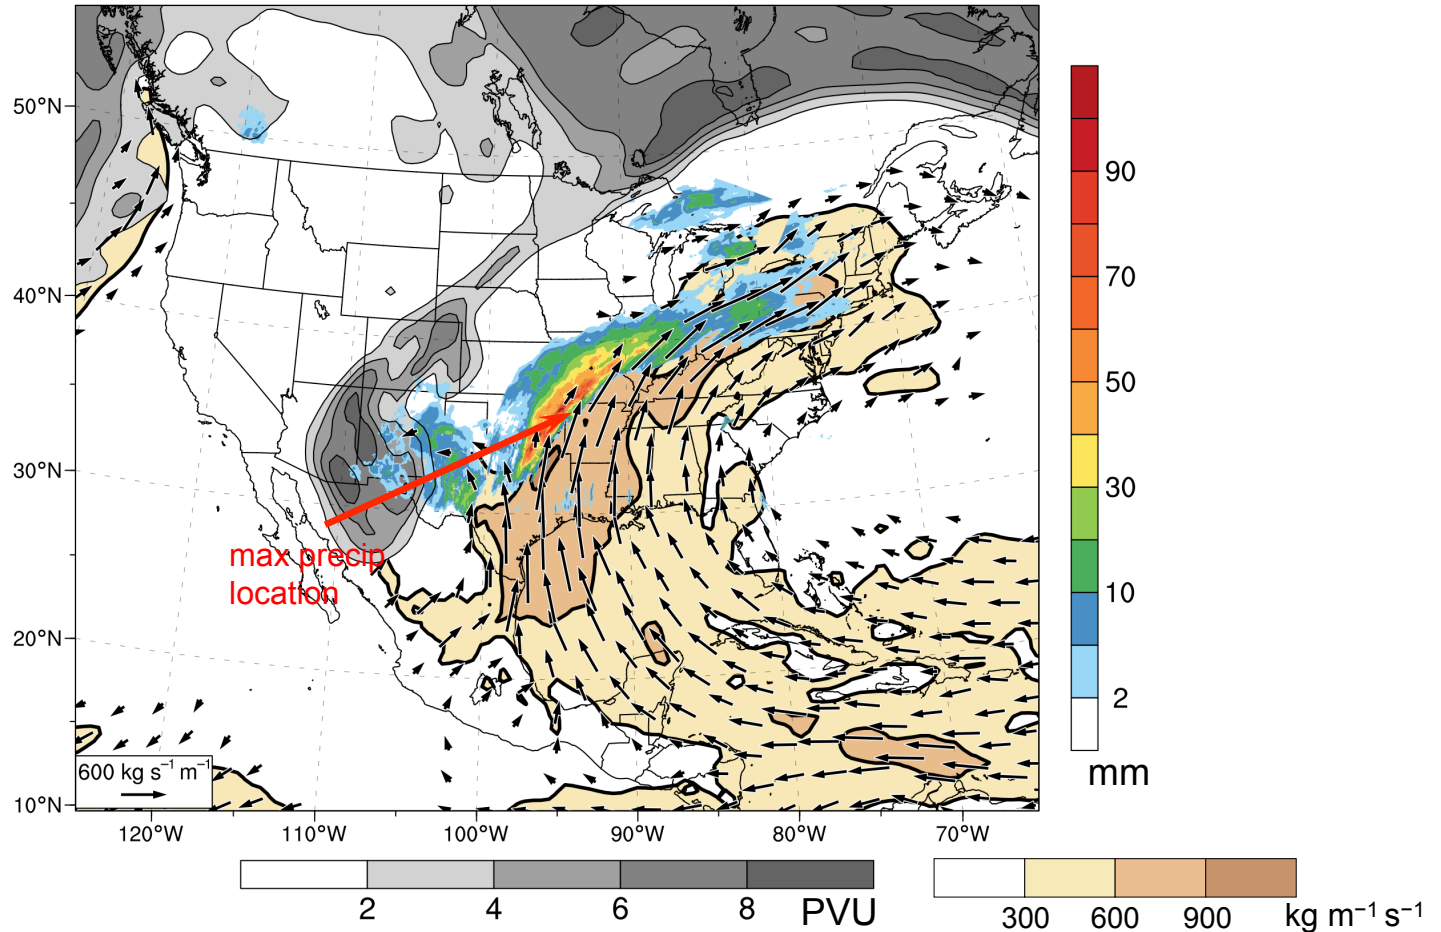 50°N
40°N
30°N
20°N
10°N
120°W 110°W 100°W 90°W 80°W 70°W
max precip
location
600 kg s⁻¹ m⁻¹
90
70
50
30
10
2
mm
2 4 6 8 PVU
300 600 900 kg m⁻¹ s⁻¹